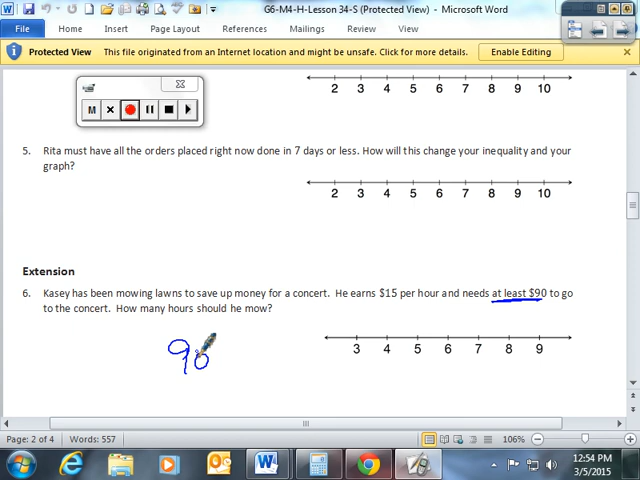 G6-M4-H-Lesson 34-S (Protected View) - Microsoft Word
File Home Insert Page Layout References Mailings Review View
Protected View This file originated from an Internet location and might be unsafe. Click for more details. Enable Editing
M
2 3 4 5 6 7 8 9 10
5. Rita must have all the orders placed right now done in 7 days or less. How will this change your inequality and your
graph?
2 3 4 5 6 7 8 9 10
Extension
6. Kasey has been mowing lawns to save up money for a concert. He earns $15 per hour and needs at least $90 to go
to the concert. How many hours should he mow?
90
3 4 5 6 7 8 9
Page: 2 of 4 Words: 557 106%
12:54 PM
3/5/2015